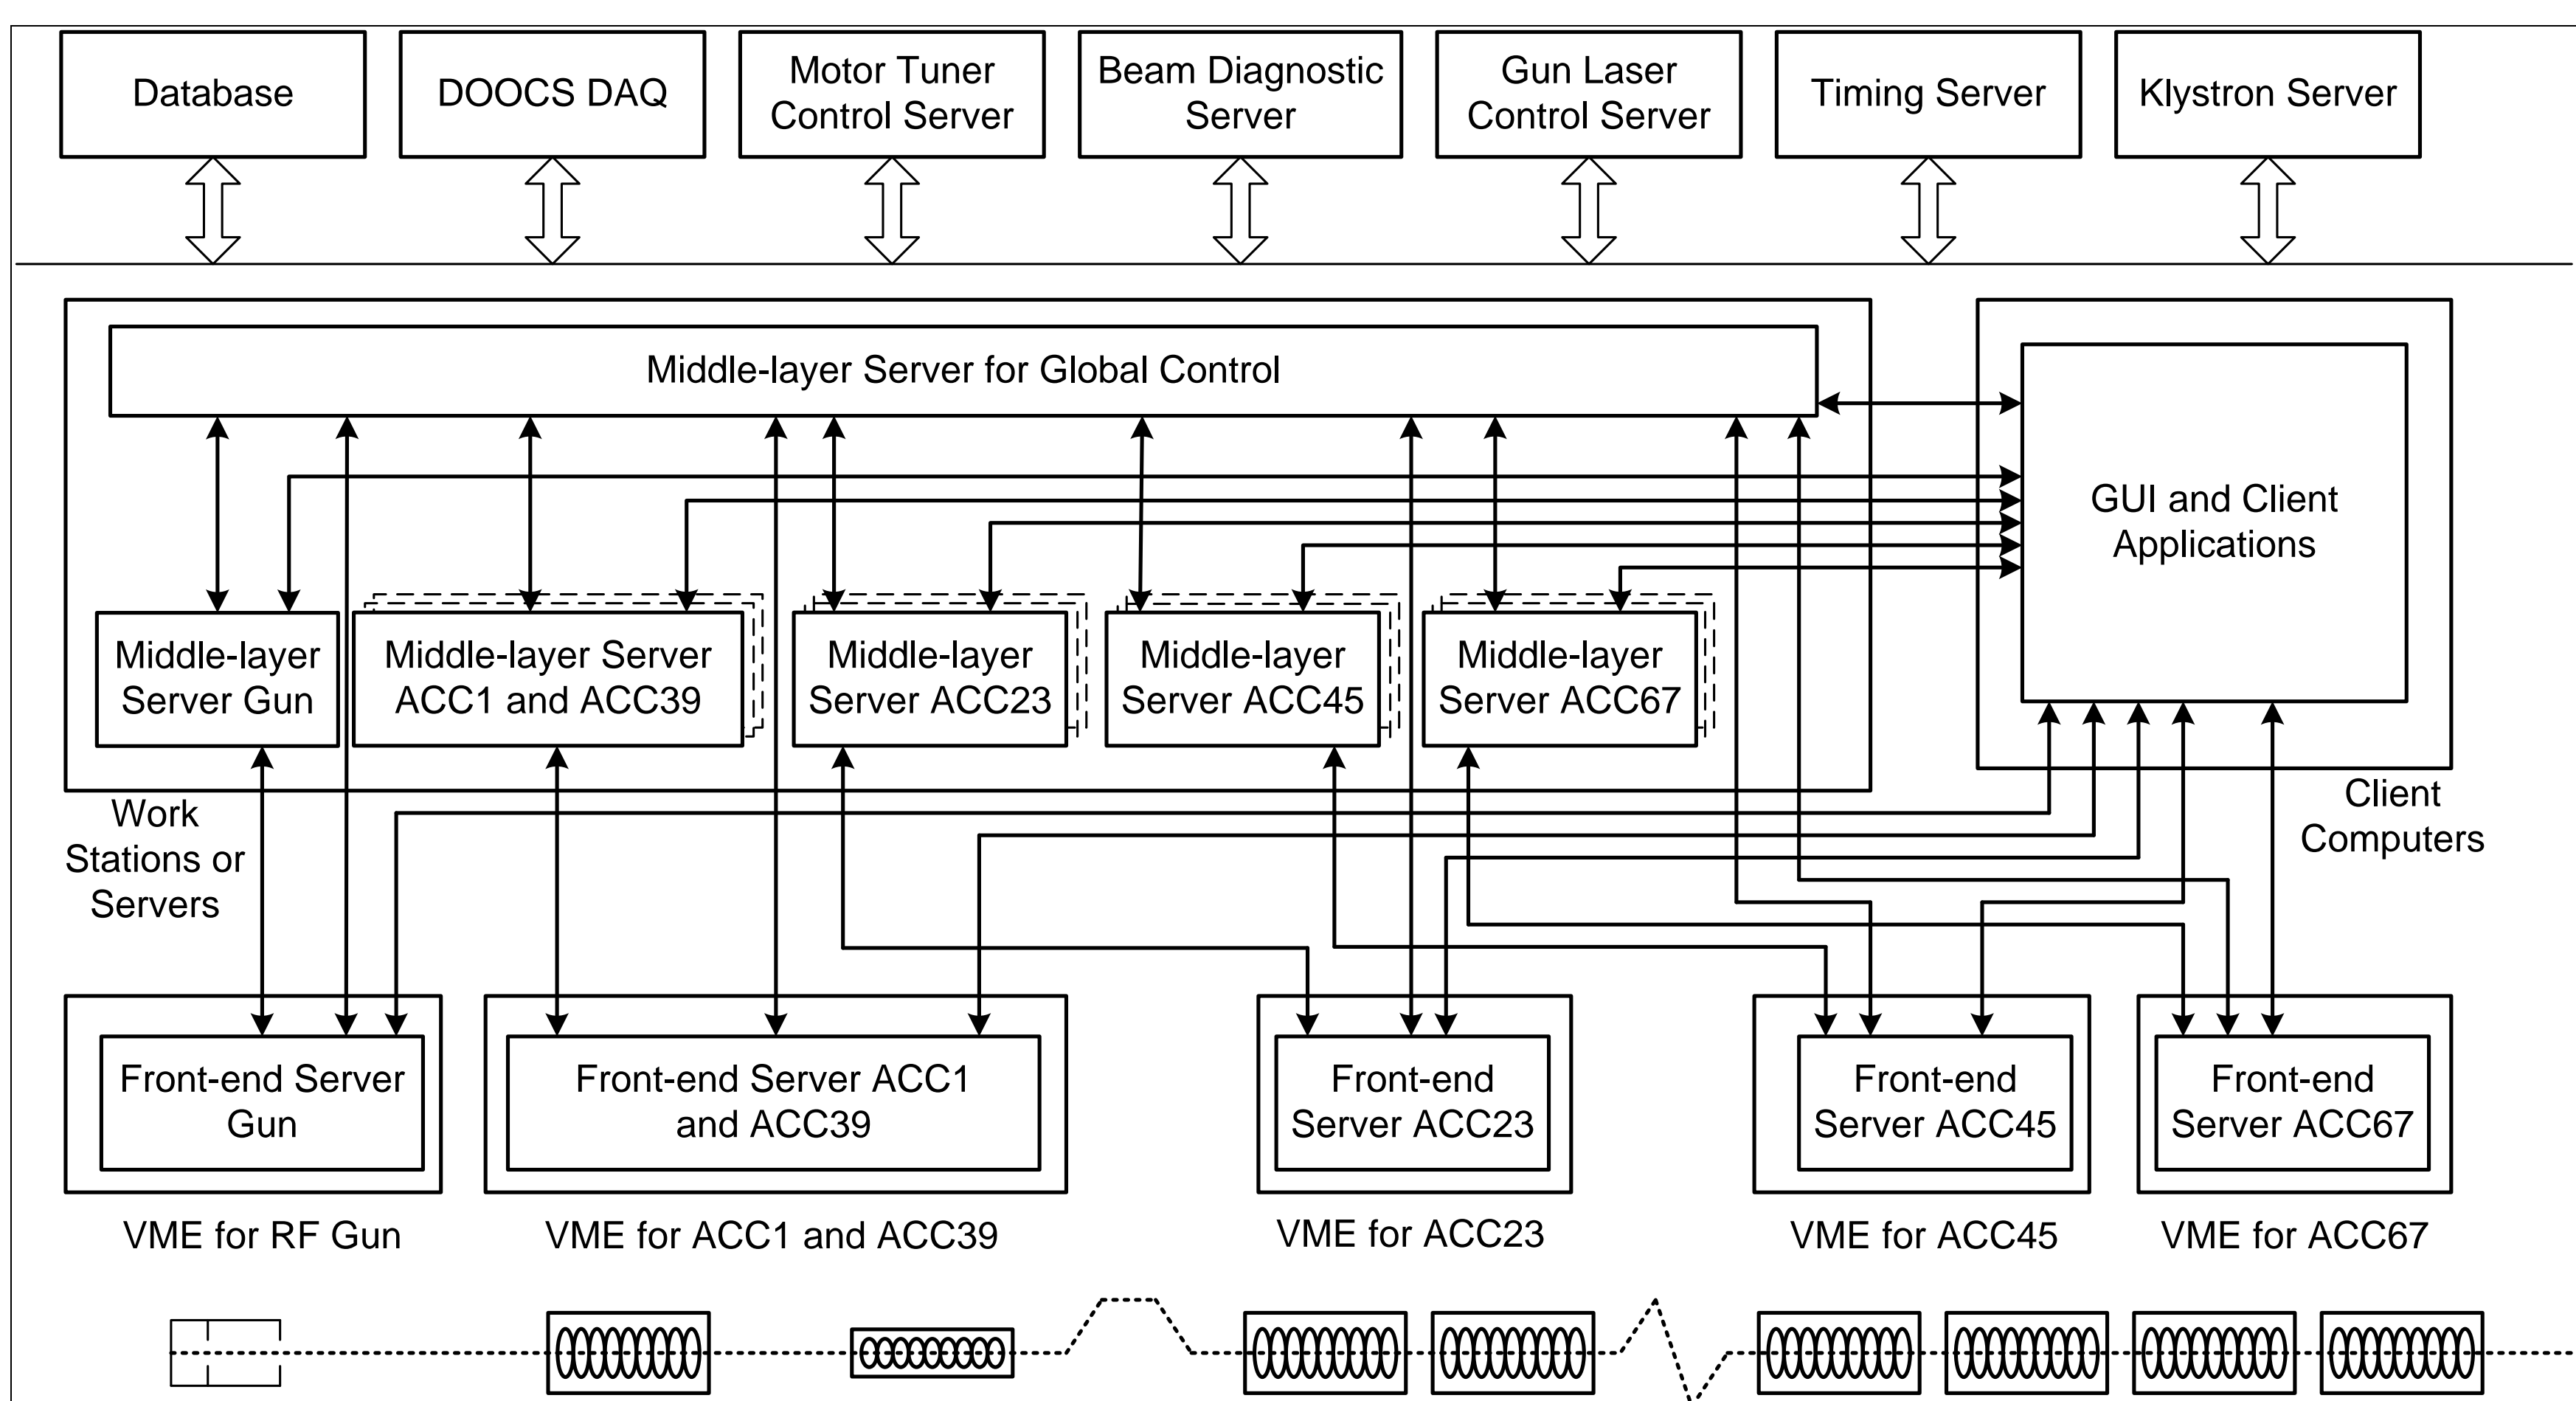 Database
DOOCS DAQ
Motor Tuner
Control Server
Beam Diagnostic
Server
Gun Laser
Control Server
Timing Server
Klystron Server
Middle-layer Server for Global Control
GUI and Client
Applications
Middle-layer
Server Gun
Middle-layer Server
ACC1 and ACC39
Middle-layer
Server ACC23
Middle-layer
Server ACC45
Middle-layer
Server ACC67
Work
Stations or
Servers
Client
Computers
Front-end Server
Gun
Front-end Server ACC1
and ACC39
Front-end
Server ACC23
Front-end
Server ACC45
Front-end
Server ACC67
VME for RF Gun
VME for ACC1 and ACC39
VME for ACC23
VME for ACC45
VME for ACC67